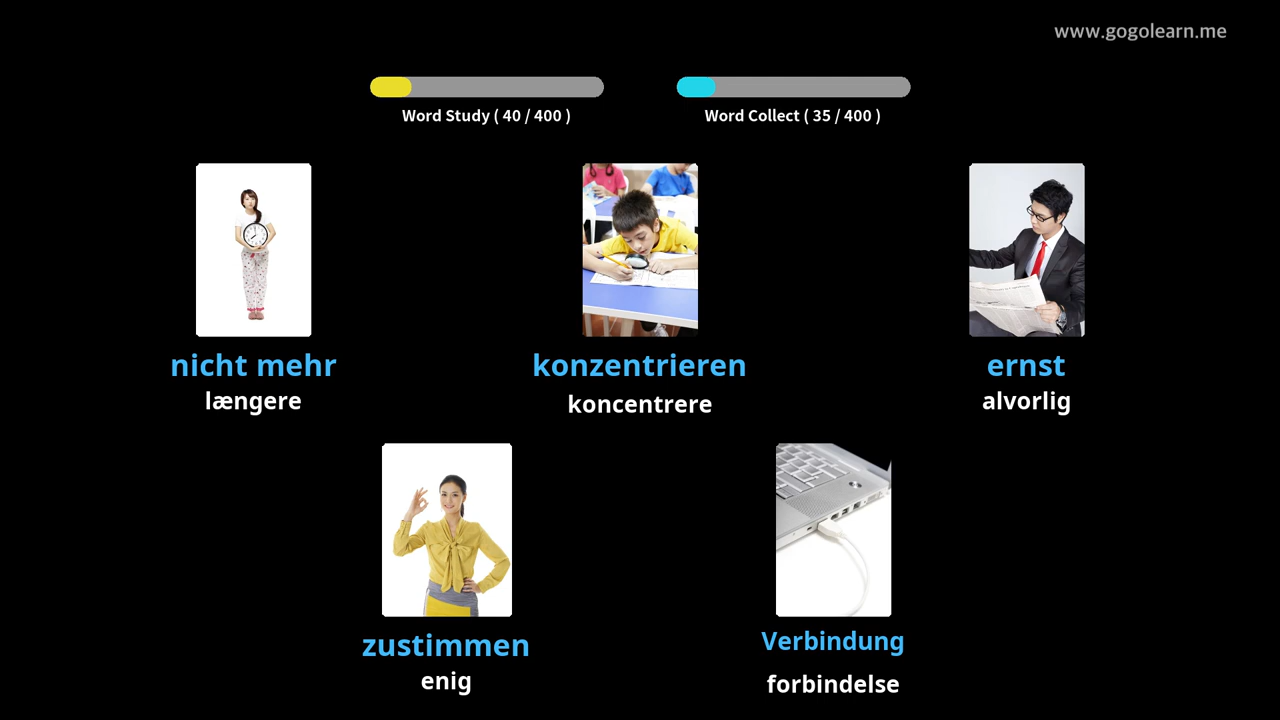 www.gogolearn.me
Word Study ( 40 / 400 )
Word Collect ( 35 / 400 )
nicht mehr
længere
konzentrieren
koncentrere
ernst
alvorlig
zustimmen
enig
Verbindung
forbindelse